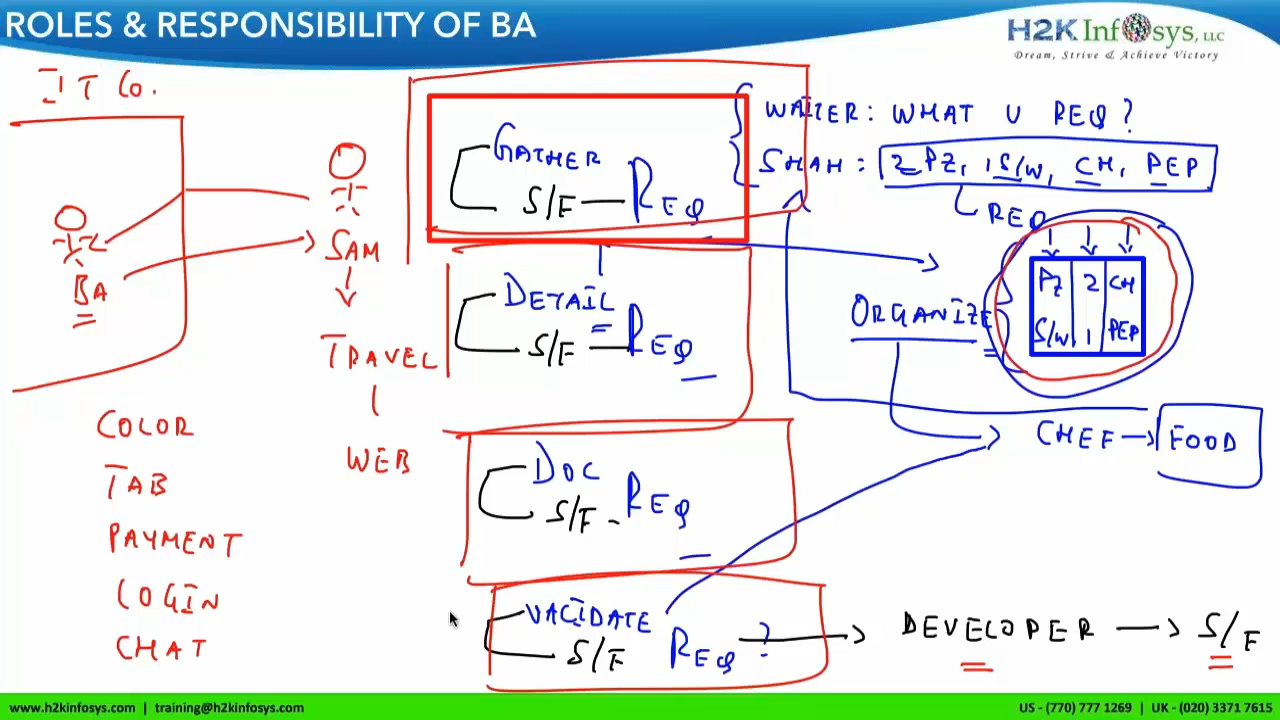 ROLES & RESPONSIBILITY OF BA
H2K Infosys, LLC
Dream, Strive & Achieve Victory
IT Co.
BA
SAM
TRAVEL
WEB
COLOR
TAB
PAYMENT
LOGIN
CHAT
GATHER
S/F — REQ
DETAIL
S/F — REQ
DOC
S/F - REQ
VALIDATE
S/F REQ ?
WAITER: WHAT U REQ?
SHAH: 2 PZ, 1 S/W, CH, PEP
REQ
ORGANIZE
PZ 2 CH
S/W 1 PEP
CHEF → FOOD
DEVELOPER → S/F
www.h2kinfosys.com | training@h2kinfosys.com
US - (770) 777 1269 | UK - (020) 3371 7615